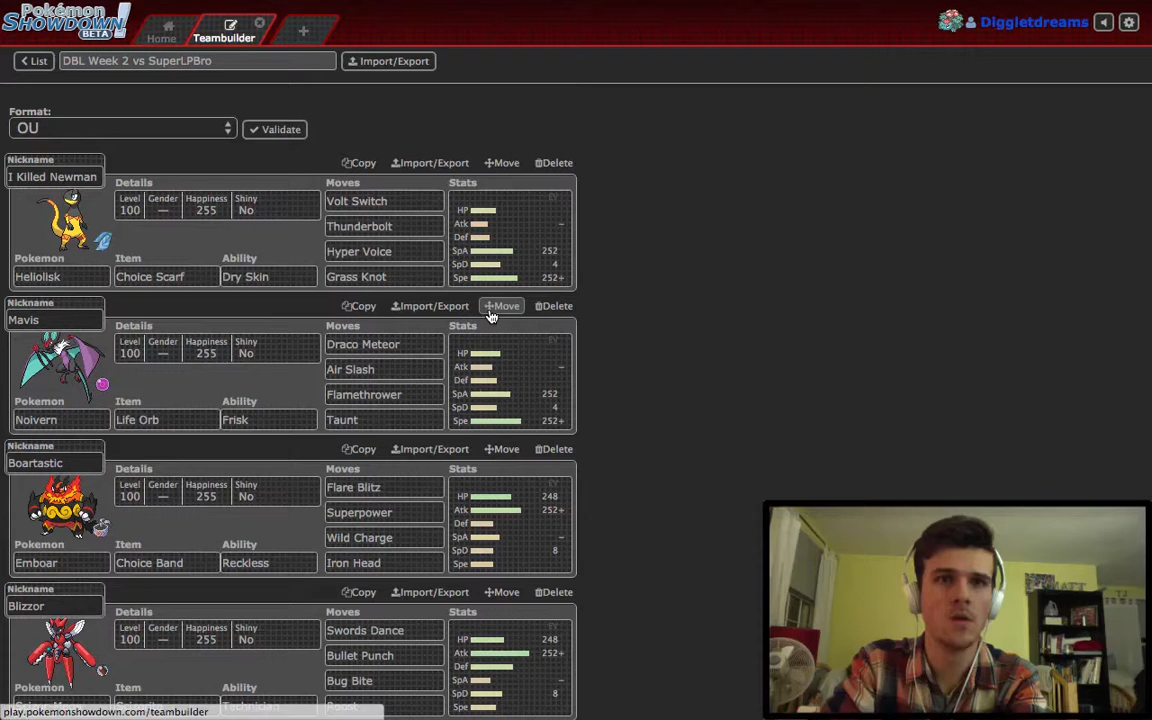 Pokémon
SHOWDOWN!
BETA
Home
Teambuilder
+
Diggletdreams
< List
DBL Week 2 vs SuperLPBro
Import/Export
Format:
OU
Validate
Nickname
I Killed Newman
Copy Import/Export Move Delete
Details Moves Stats
Level Gender Happiness Shiny
100 — 255 No
Volt Switch
Thunderbolt
Hyper Voice
Grass Knot
EV
HP
Atk –
Def
SpA 252
SpD 4
Spe 252+
Pokemon Item Ability
Heliolisk Choice Scarf Dry Skin
Nickname
Mavis
Copy Import/Export Move Delete
Details Moves Stats
Level Gender Happiness Shiny
100 — 255 No
Draco Meteor
Air Slash
Flamethrower
Taunt
EV
HP
Atk –
Def
SpA 252
SpD 4
Spe 252+
Pokemon Item Ability
Noivern Life Orb Frisk
Nickname
Boartastic
Copy Import/Export Move Delete
Details Moves Stats
Level Gender Happiness Shiny
100 — 255 No
Flare Blitz
Superpower
Wild Charge
Iron Head
EV
HP 248
Atk 252+
Def
SpA –
SpD 8
Spe
Pokemon Item Ability
Emboar Choice Band Reckless
Nickname
Blizzor
Copy Import/Export Move Delete
Details Moves Stats
Level Gender Happiness Shiny
100 — 255 No
Swords Dance
Bullet Punch
Bug Bite
Roost
EV
HP 248
Atk 252+
Def
SpA –
SpD 8
Spe
Pokemon Item Ability
Technician
play.pokemonshowdown.com/teambuilder
MATT
TJ